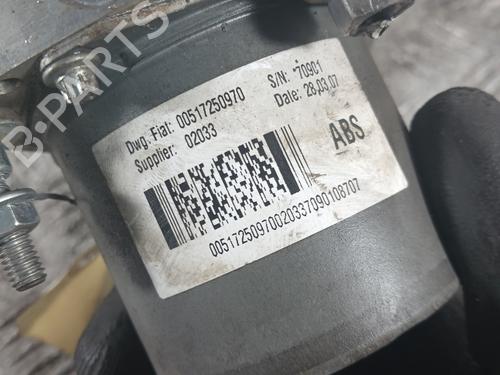 Dwg. Fiat: 00517250970 S/N: *70901
Supplier: 02033 Date: 28.03.07
ABS
00517250970020337090108707
B-PARTS